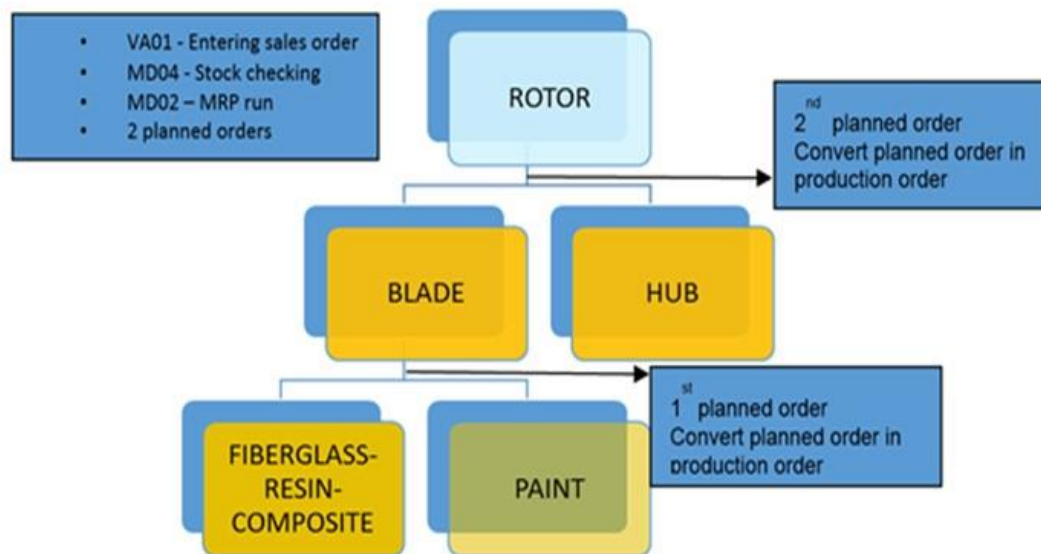 • VA01 - Entering sales order
• MD04 - Stock checking
• MD02 – MRP run
• 2 planned orders
ROTOR
2nd planned order
Convert planned order in
production order
BLADE
HUB
1st planned order
Convert planned order in
production order
FIBERGLASS-
RESIN-
COMPOSITE
PAINT